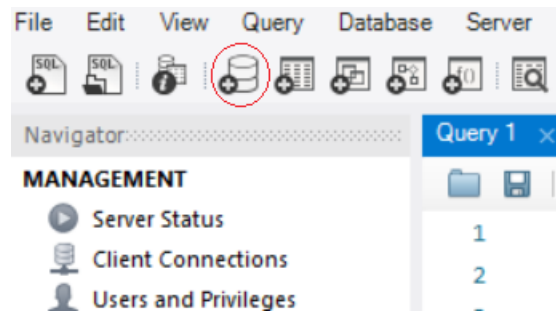 File Edit View Query Database Server
SQL SQL f()
Navigator Query 1
MANAGEMENT
Server Status 1
Client Connections 2
Users and Privileges